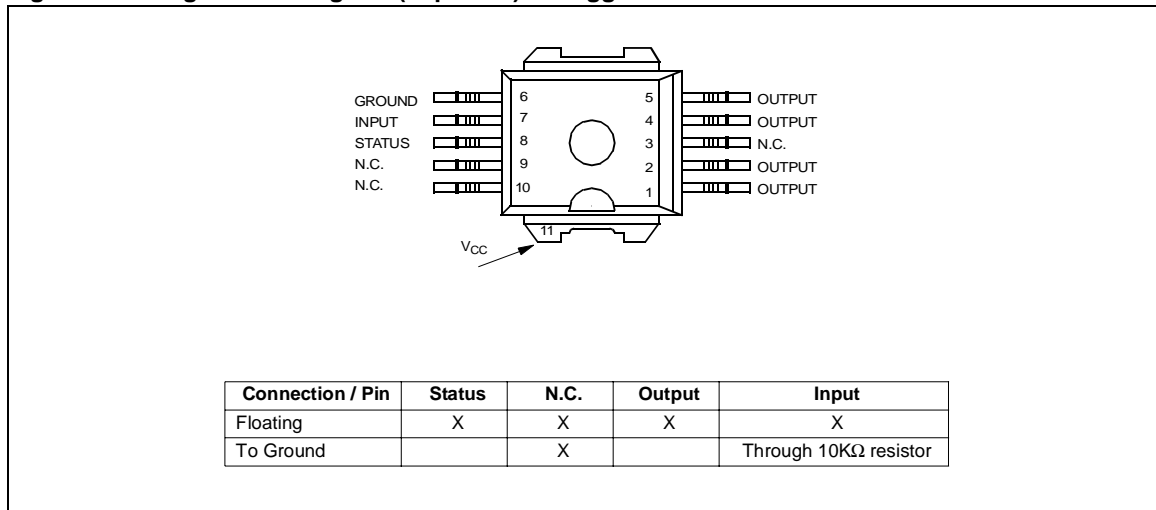 GROUND 6 5 OUTPUT
INPUT 7 4 OUTPUT
STATUS 8 3 N.C.
N.C. 9 2 OUTPUT
N.C. 10 1 OUTPUT
11
VCC
Connection / Pin Status N.C. Output Input
Floating X X X X
To Ground X Through 10KΩ resistor